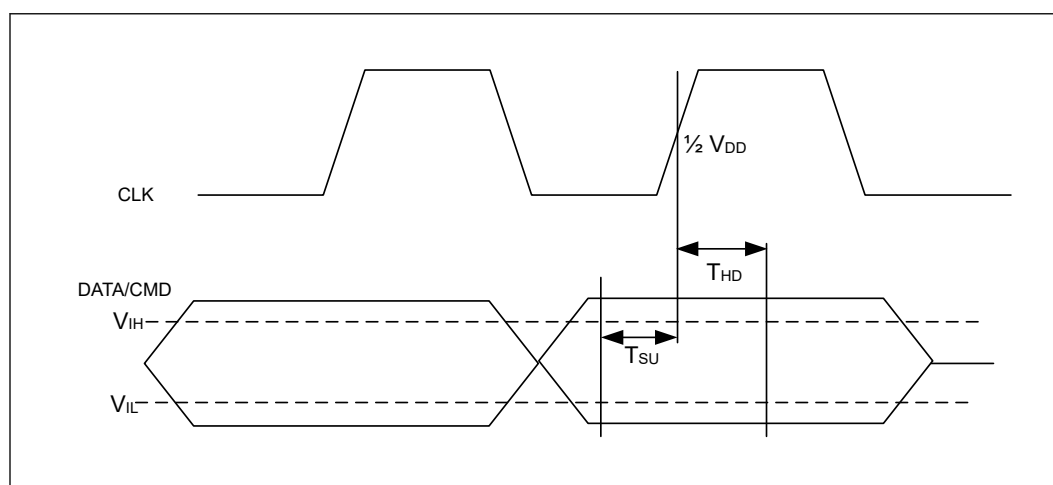 ½ VDD
CLK
THD
DATA/CMD
VIH
TSU
VIL